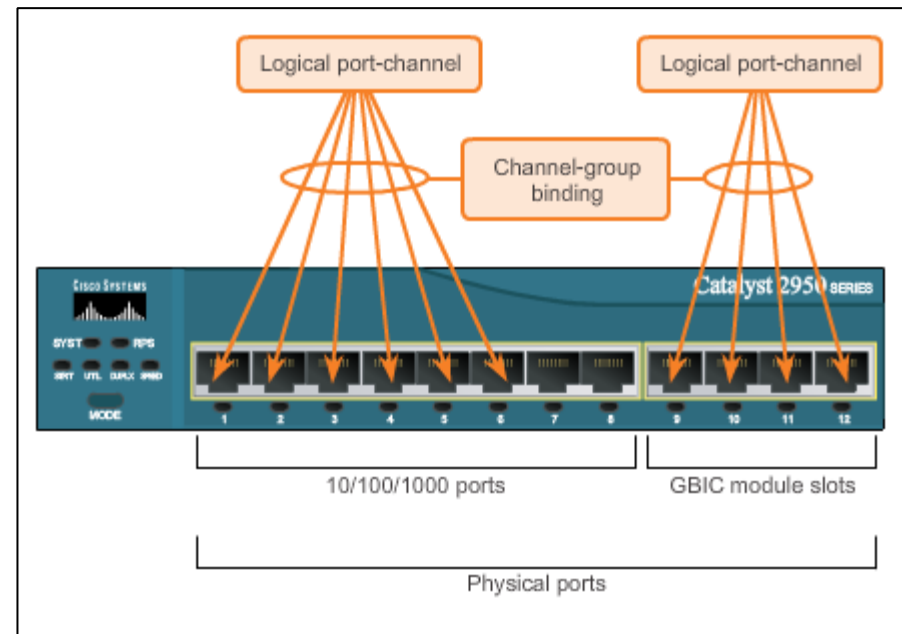 Logical port-channel
Logical port-channel
Channel-group
binding
CISCO SYSTEMS
Catalyst 2950 SERIES
SYST RPS
STAT UTL DUPLX SPEED
MODE
1 2 3 4 5 6 7 8 9 10 11 12
10/100/1000 ports
GBIC module slots
Physical ports